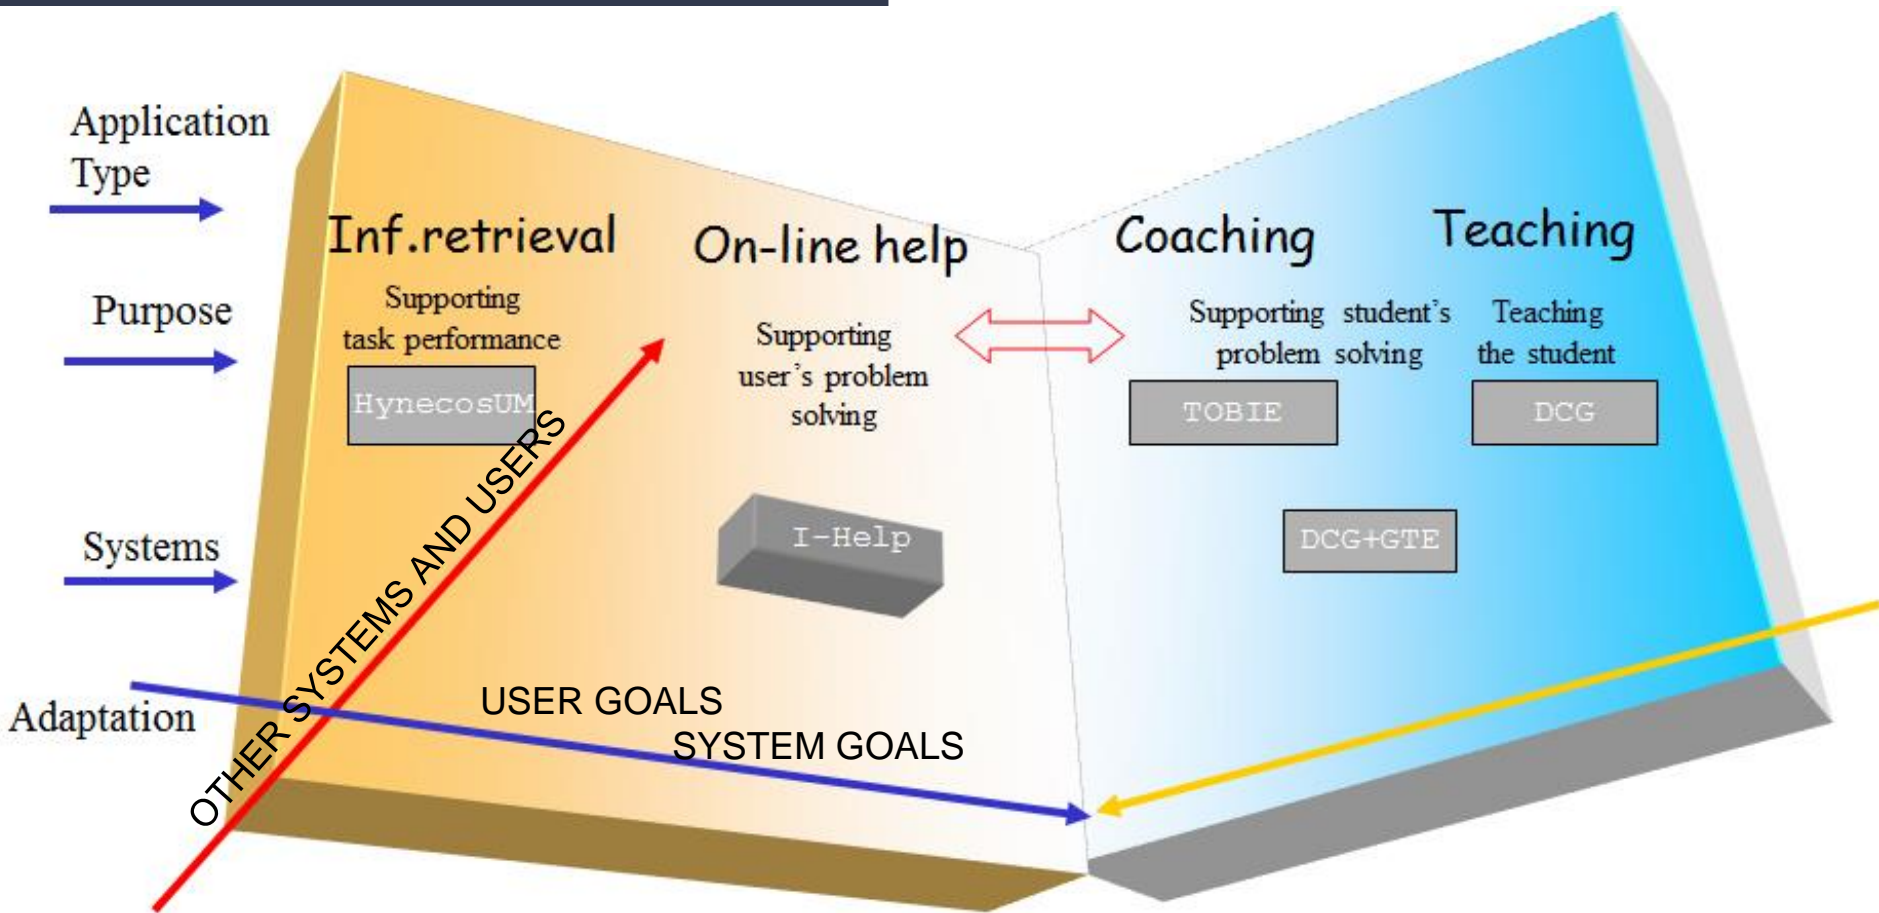 Application
Type
Inf.retrieval
On-line help
Coaching
Teaching
Purpose
Supporting
task performance
Supporting
user's problem
solving
Supporting student's
problem solving
Teaching
the student
HynecosUM
TOBIE
DCG
Systems
I-Help
DCG+GTE
OTHER SYSTEMS AND USERS
Adaptation
USER GOALS
SYSTEM GOALS